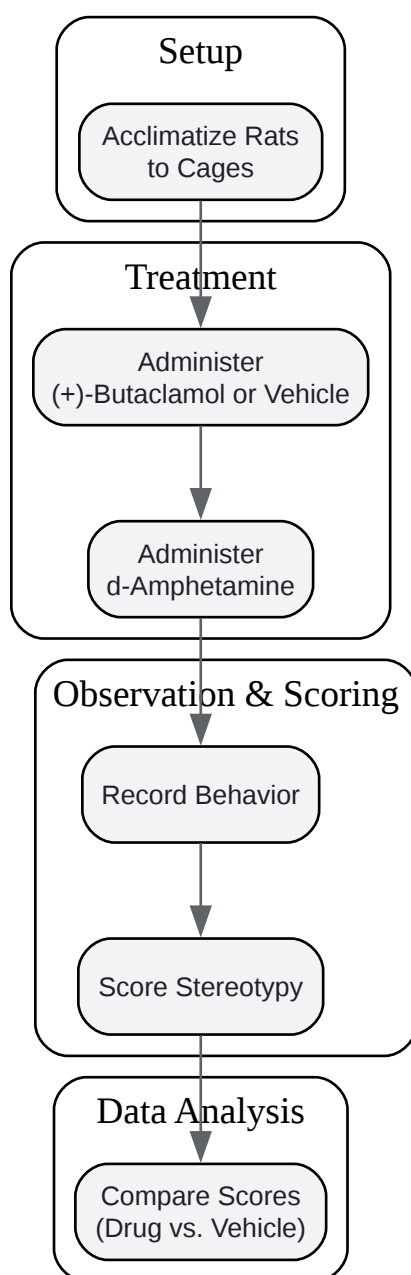 Setup
Acclimatize Rats
to Cages
Treatment
Administer
(+)-Butaclamol or Vehicle
Administer
d-Amphetamine
Observation & Scoring
Record Behavior
Score Stereotypy
Data Analysis
Compare Scores
(Drug vs. Vehicle)